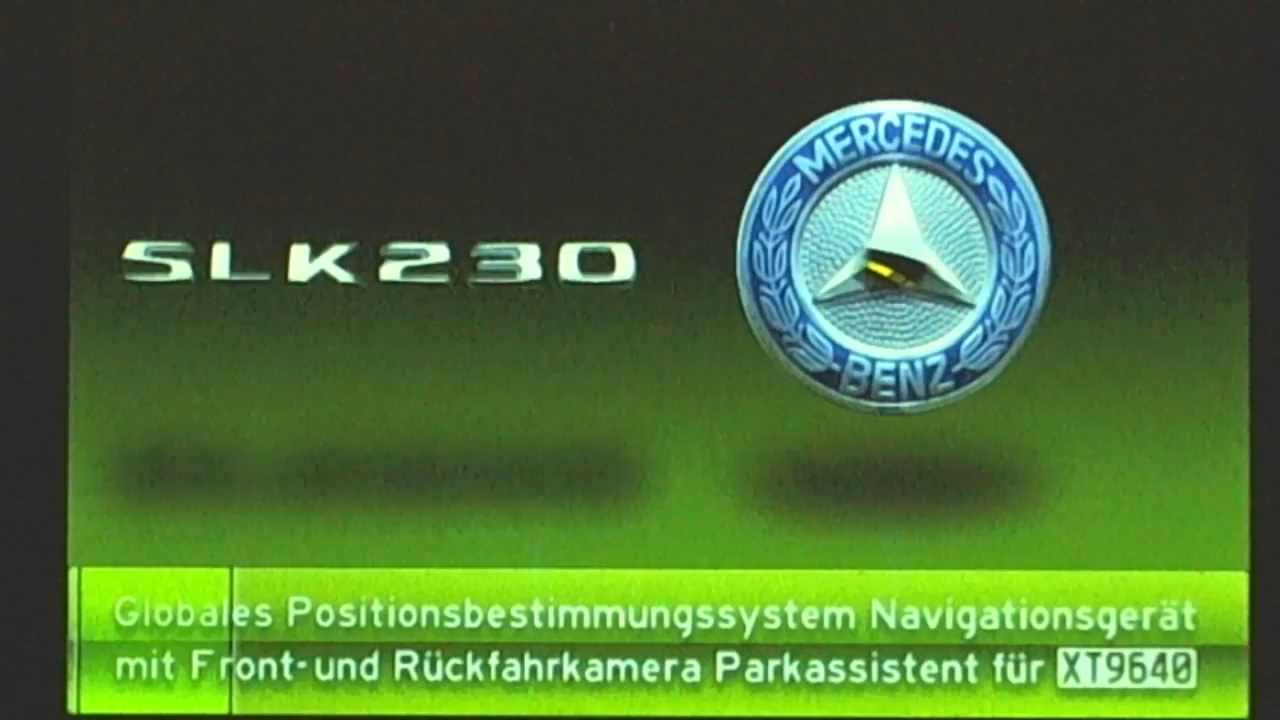 SLK230
MERCEDES
BENZ
Globales Positionsbestimmungssystem Navigationsgerät
mit Front- und Rückfahrkamera Parkassistent für XT9640